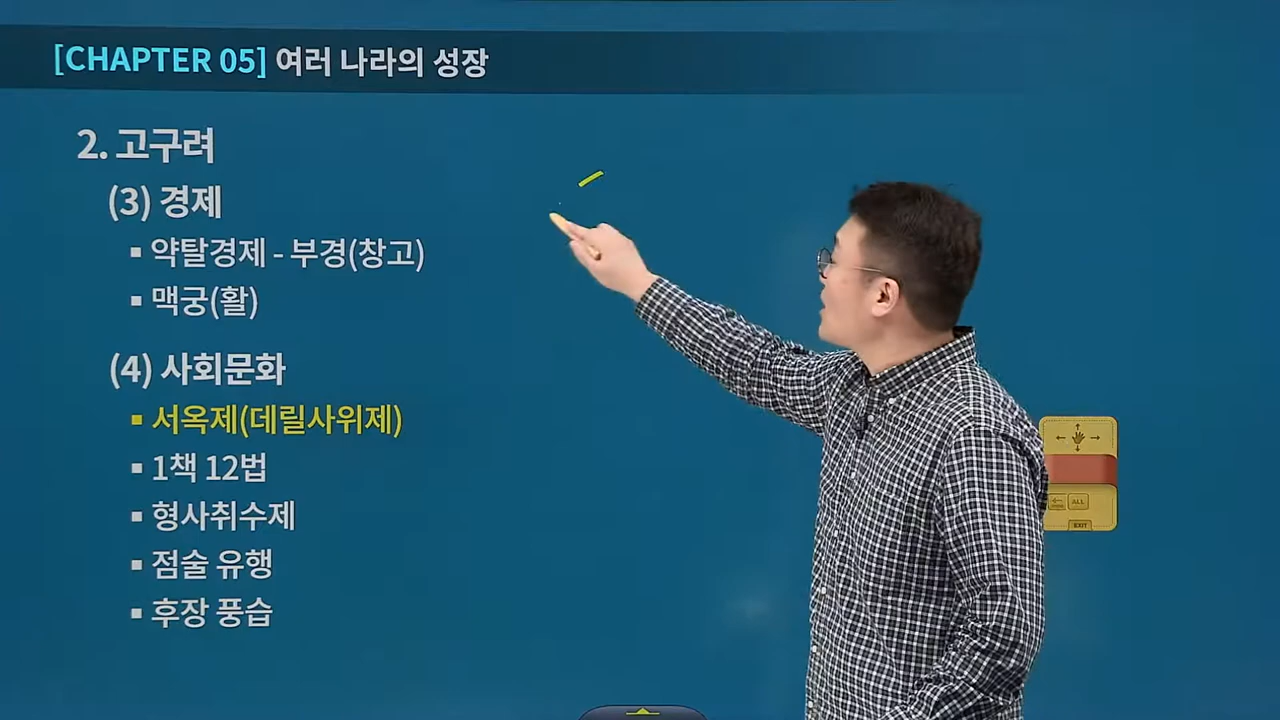 [CHAPTER 05] 여러 나라의 성장
2. 고구려
(3) 경제
▪ 약탈경제 - 부경(창고)
▪ 맥궁(활)
(4) 사회문화
▪ 서옥제(데릴사위제)
▪ 1책 12법
▪ 형사취수제
▪ 점술 유행
▪ 후장 풍습
ALL
EXIT